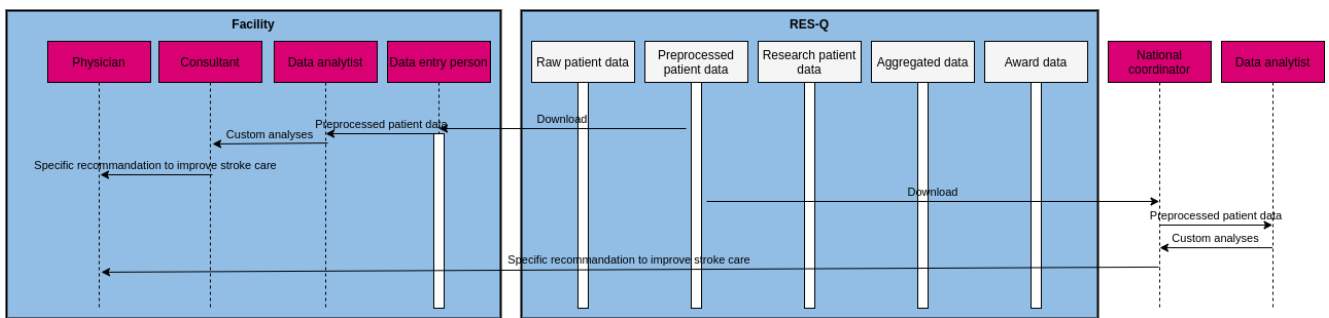 Facility
RES-Q
Physician
Consultant
Data analytist
Data entry person
Raw patient data
Preprocessed
patient data
Research patient
data
Aggregated data
Award data
National
coordinator
Data analytist
Download
Preprocessed patient data
Custom analyses
Specific recommandation to improve stroke care
Download
Preprocessed patient data
Custom analyses
Specific recommandation to improve stroke care